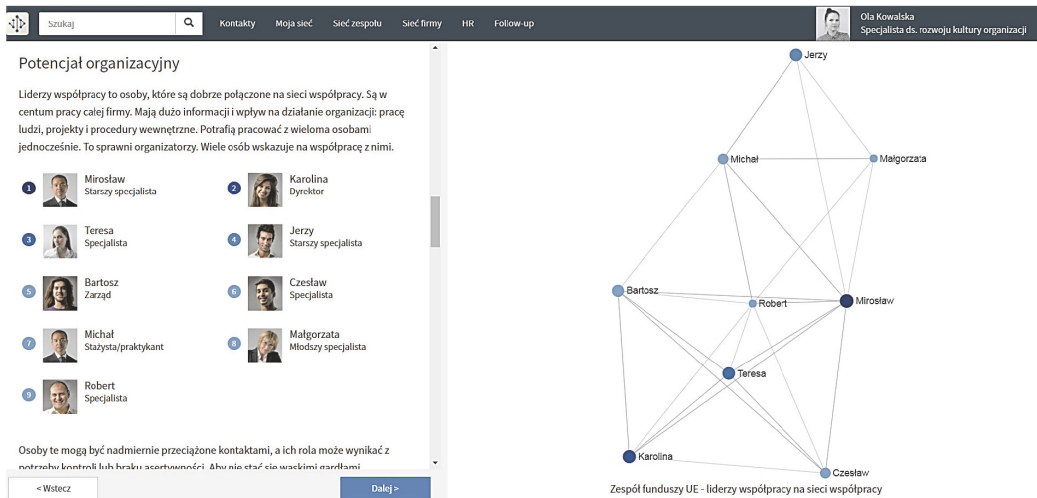 Szukaj
Kontakty Moja sieć Sieć zespołu Sieć firmy HR Follow-up
Ola Kowalska
Specjalista ds. rozwoju kultury organizacji
Potencjał organizacyjny
Liderzy współpracy to osoby, które są dobrze połączone na sieci współpracy. Są w
centum pracy całej firmy. Mają dużo informacji i wpływ na działanie organizacji: pracę
ludzi, projekty i procedury wewnętrzne. Potrafią pracować z wieloma osobami
jednocześnie. To sprawni organizatorzy. Wiele osób wskazuje na współpracę z nimi.
1 Mirosław
Starszy specjalista
2 Karolina
Dyrektor
3 Teresa
Specjalista
4 Jerzy
Starszy specjalista
5 Bartosz
Zarząd
6 Czesław
Specjalista
7 Michał
Stażysta/praktykant
8 Małgorzata
Młodszy specjalista
9 Robert
Specjalista
Osoby te mogą być nadmiernie przeciążone kontaktami, a ich rola może wynikać z
potrzeby kontroli lub braku asertywności. Aby nie stać się wąskimi gardłami
< Wstecz
Dalej >
Jerzy
Michał
Małgorzata
Bartosz
Robert
Mirosław
Teresa
Karolina
Czesław
Zespół funduszy UE - liderzy współpracy na sieci współpracy